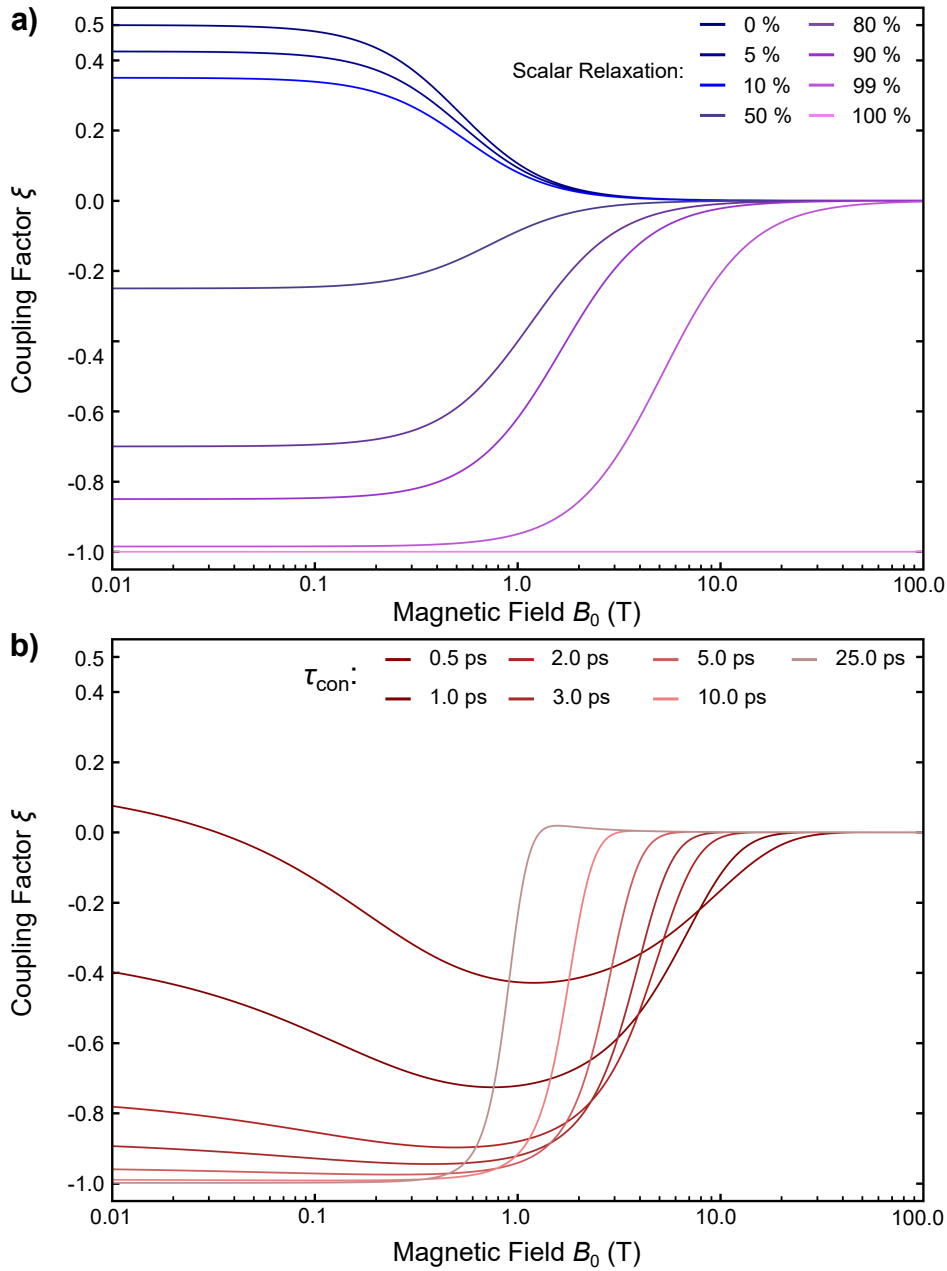 a)
Scalar Relaxation:
0 %
5 %
10 %
50 %
80 %
90 %
99 %
100 %
Coupling Factor ξ
0.5
0.4
0.2
0.0
-0.2
-0.4
-0.6
-0.8
-1.0
0.01
0.1
1.0
10.0
100.0
Magnetic Field B₀ (T)
b)
τcon:
0.5 ps
1.0 ps
2.0 ps
3.0 ps
5.0 ps
10.0 ps
25.0 ps
Coupling Factor ξ
0.5
0.4
0.2
0.0
-0.2
-0.4
-0.6
-0.8
-1.0
0.01
0.1
1.0
10.0
100.0
Magnetic Field B₀ (T)